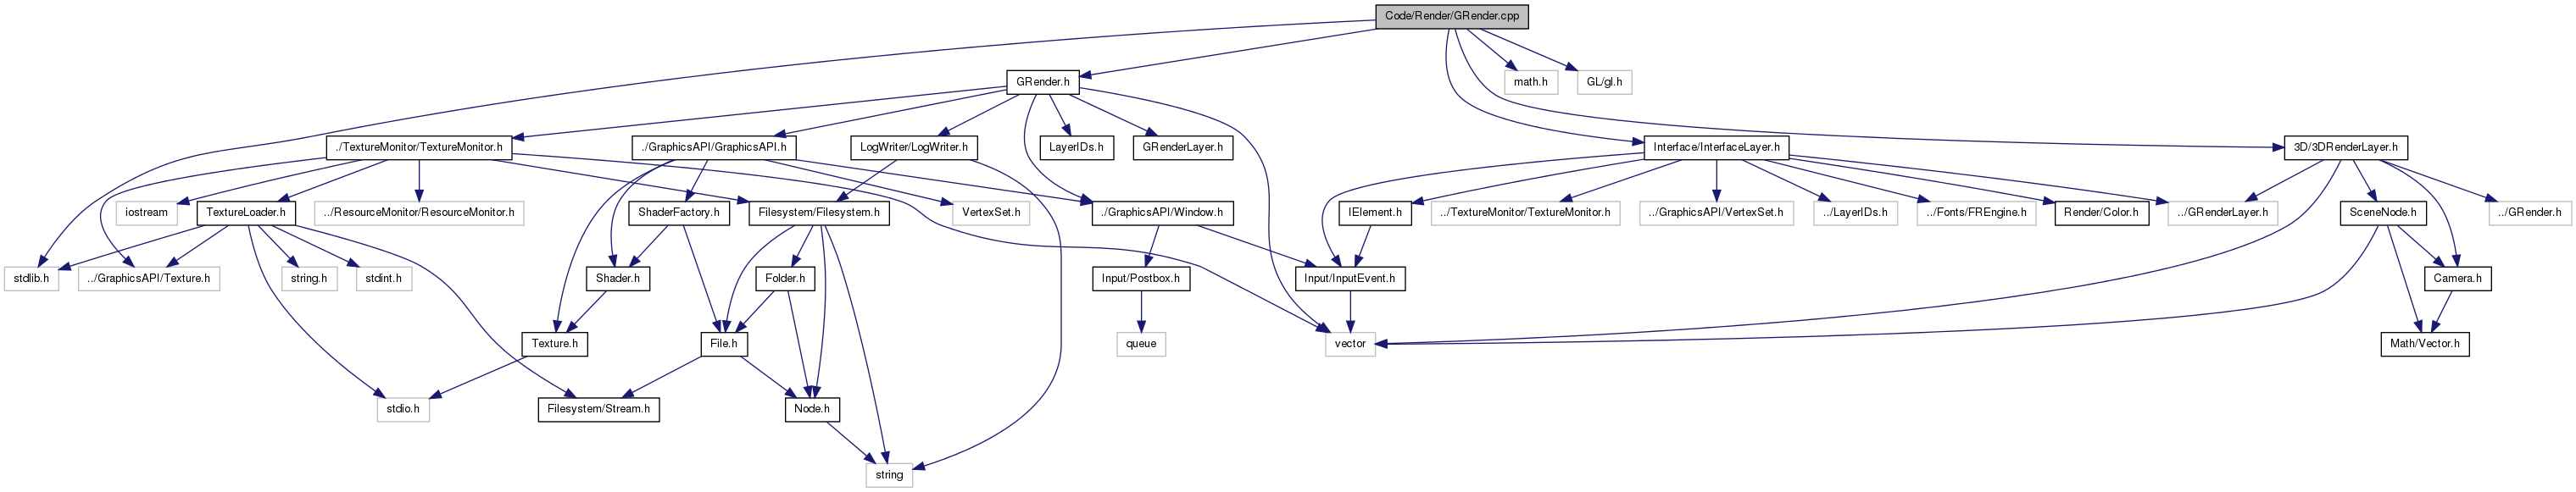 Code/Render/GRender.cpp
GRender.h
math.h
GL/gl.h
./TextureMonitor/TextureMonitor.h
./GraphicsAPI/GraphicsAPI.h
LogWriter/LogWriter.h
LayerIDs.h
GRenderLayer.h
Interface/InterfaceLayer.h
3D/3DRenderLayer.h
iostream
TextureLoader.h
../ResourceMonitor/ResourceMonitor.h
ShaderFactory.h
Filesystem/Filesystem.h
VertexSet.h
./GraphicsAPI/Window.h
IElement.h
../TextureMonitor/TextureMonitor.h
../GraphicsAPI/VertexSet.h
../LayerIDs.h
../Fonts/FREngine.h
Render/Color.h
../GRenderLayer.h
SceneNode.h
../GRender.h
stdlib.h
../GraphicsAPI/Texture.h
string.h
stdint.h
Shader.h
Folder.h
Input/Postbox.h
Input/InputEvent.h
Camera.h
Texture.h
File.h
queue
vector
Math/Vector.h
stdio.h
Filesystem/Stream.h
Node.h
string